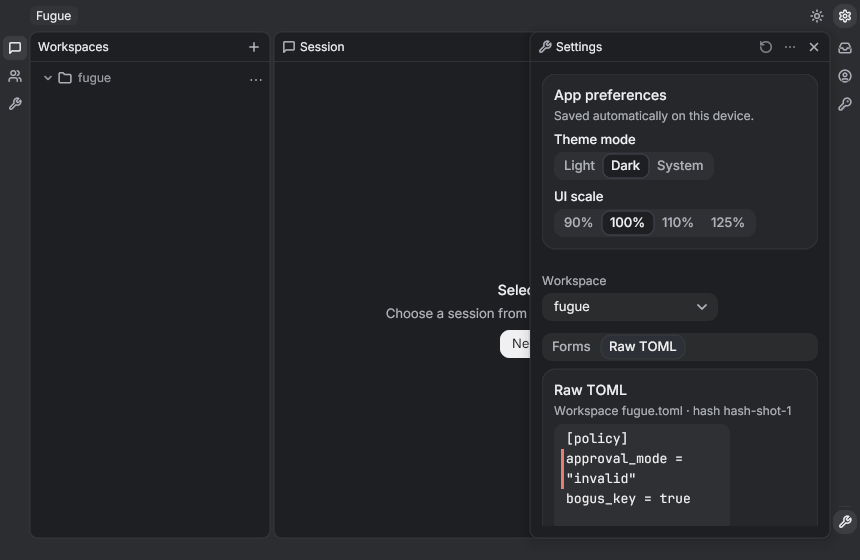 Fugue
Workspaces
fugue
Session
Selec
Choose a session from
Ne
Settings
App preferences
Saved automatically on this device.
Theme mode
Light Dark System
UI scale
90% 100% 110% 125%
Workspace
fugue
Forms Raw TOML
Raw TOML
Workspace fugue.toml · hash hash-shot-1
[policy]
approval_mode =
"invalid"
bogus_key = true